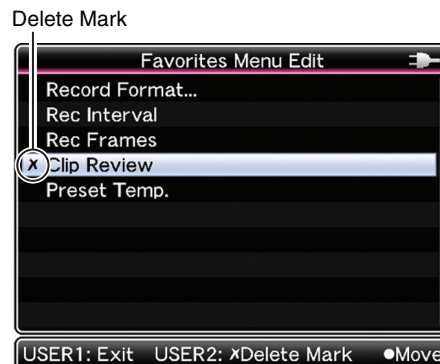 Delete Mark
Favorites Menu Edit
Record Format...
Rec Interval
Rec Frames
✗ Clip Review
Preset Temp.
USER1: Exit USER2: ✗Delete Mark ●Move